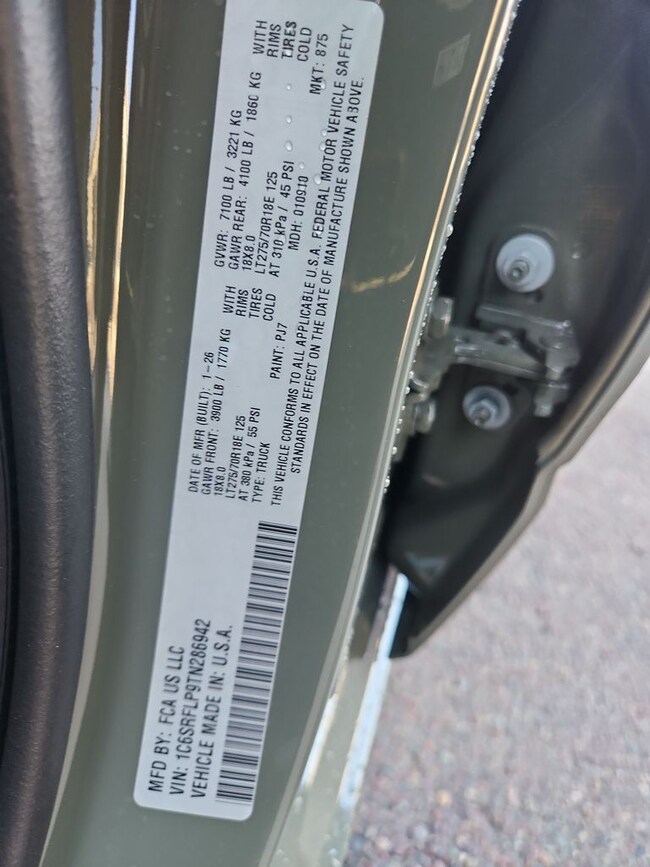 MFD BY: FCA US LLC
VIN: 1C6SRFLP9TN286942
VEHICLE MADE IN: U.S.A.
DATE OF MFR (BUILT): 1-26
GAWR FRONT: 3900 LB / 1770 KG WITH
18X8.0 RIMS
LT275/70R18E 125 TIRES
AT 380 kPa / 55 PSI COLD
TYPE: TRUCK PAINT: PJ7
GVWR: 7100 LB / 3221 KG
GAWR REAR: 4100 LB / 1860 KG WITH
18X8.0 RIMS
LT275/70R18E 125 TIRES
AT 310 kPa / 45 PSI COLD
MDH: 010910 MKT: 875
THIS VEHICLE CONFORMS TO ALL APPLICABLE U.S.A. FEDERAL MOTOR VEHICLE SAFETY
STANDARDS IN EFFECT ON THE DATE OF MANUFACTURE SHOWN ABOVE.